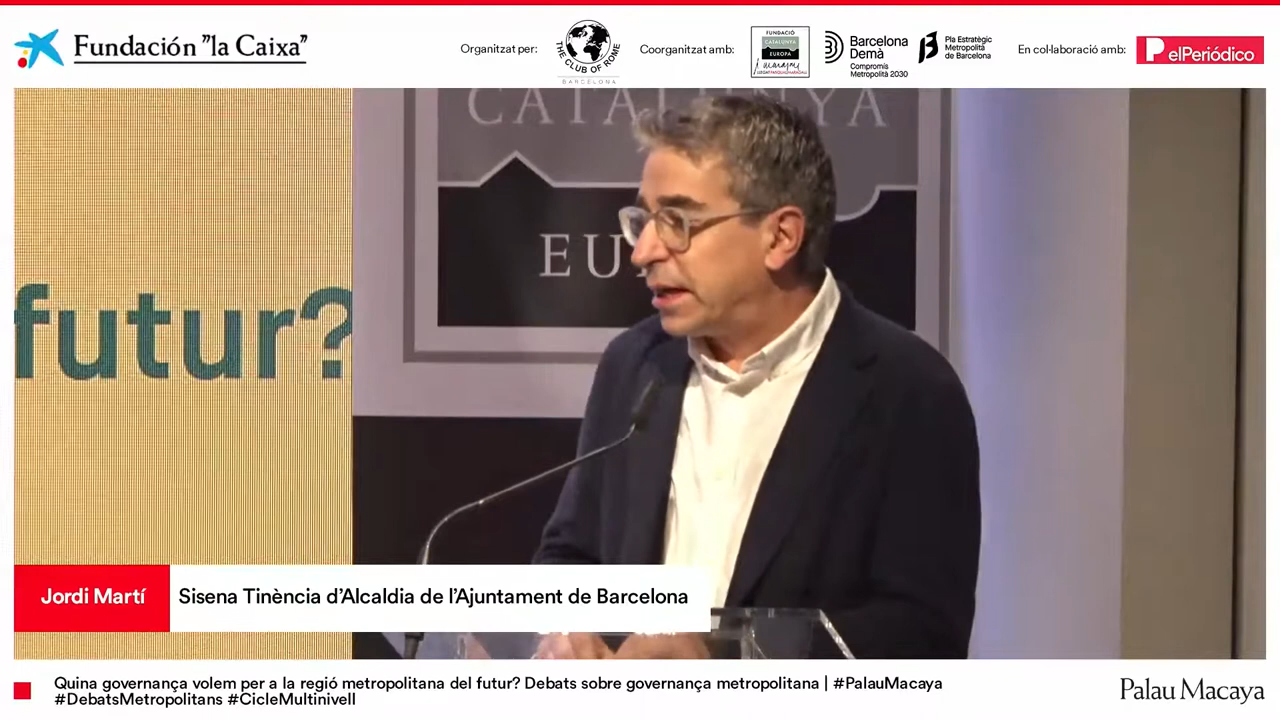 Fundación "la Caixa"
Organitzat per:
THE CLUB OF ROME
BARCELONA
Coorganitzat amb:
FUNDACIÓ
CATALUNYA
EUROPA
Barcelona
Demà
Compromís
Metropolità 2030
Pla Estratègic
Metropolità
de Barcelona
En col·laboració amb:
elPeriódico
CATALUNYA
EU
futur?
Jordi Martí
Sisena Tinència d'Alcaldia de l'Ajuntament de Barcelona
Quina governança volem per a la regió metropolitana del futur? Debats sobre governança metropolitana | #PalauMacaya
#DebatsMetropolitans #CicleMultinivell
Palau Macaya